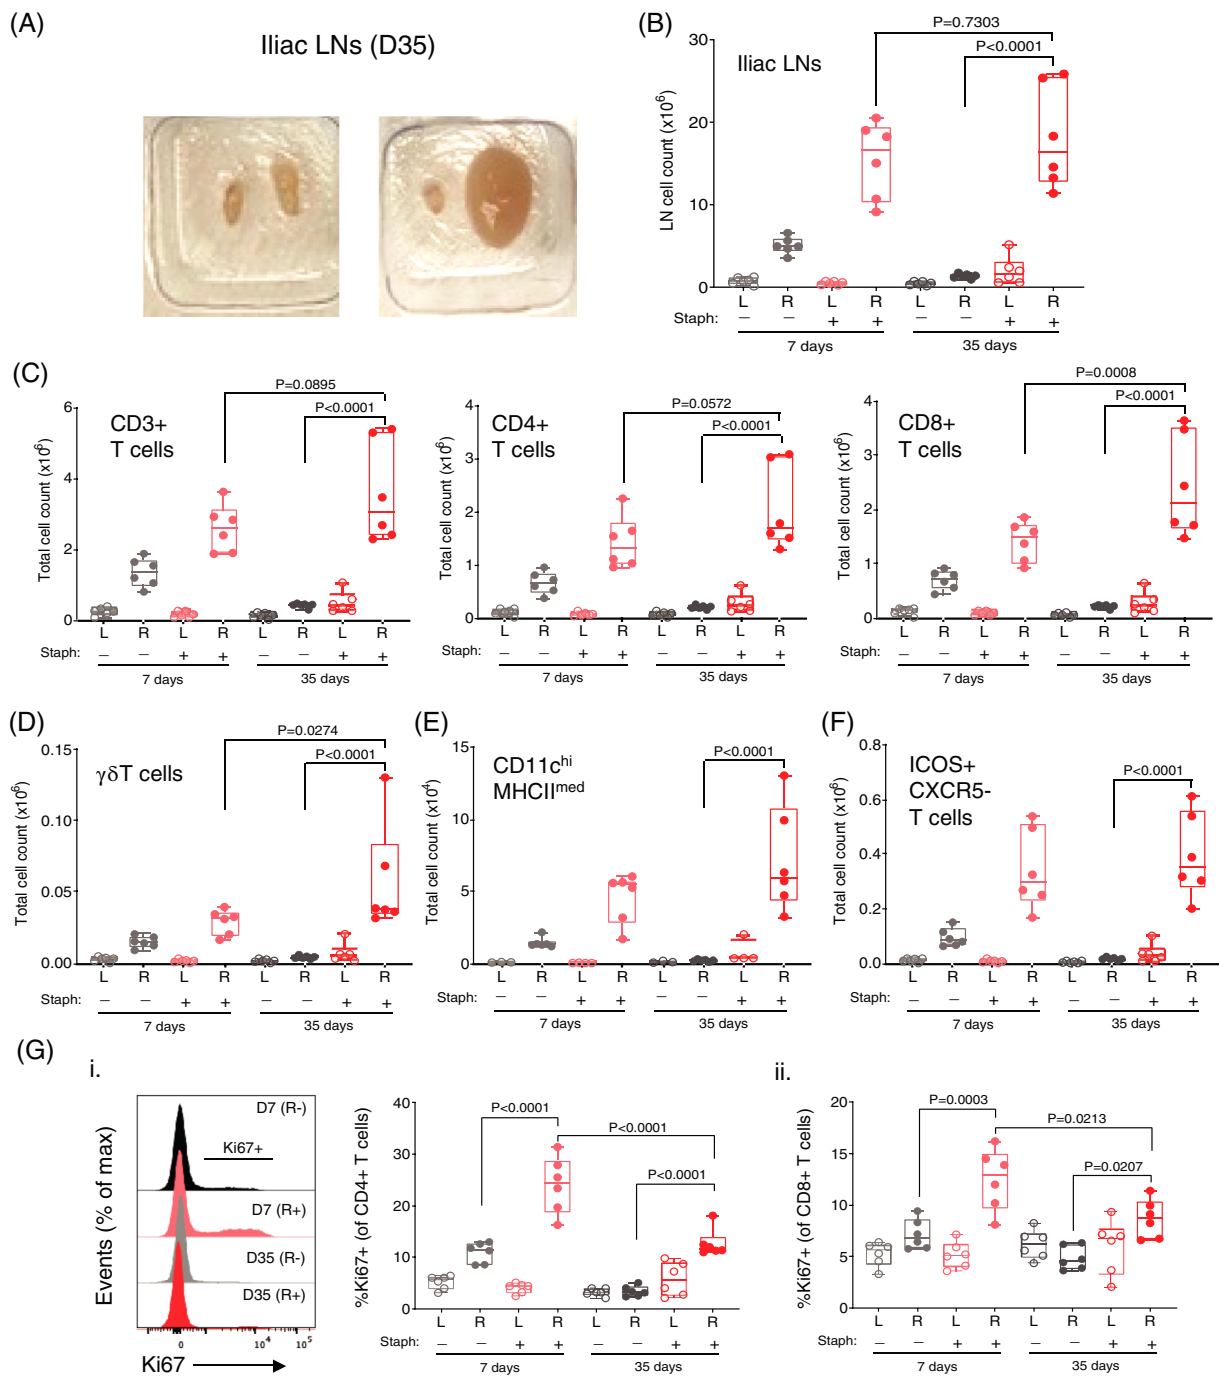 (A)
Iliac LNs (D35)
(B)
Iliac LNs
P=0.7303
P<0.0001
LN cell count (x10⁶)
30
20
10
0
L R L R L R L R
Staph: – – + + – – + +
7 days 35 days
(C)
CD3+
T cells
P=0.0895
P<0.0001
Total cell count (x10⁶)
6
4
2
0
L R L R L R L R
Staph: – – + + – – + +
7 days 35 days
CD4+
T cells
P=0.0572
P<0.0001
Total cell count (x10⁶)
4
3
2
1
0
L R L R L R L R
Staph: – – + + – – + +
7 days 35 days
CD8+
T cells
P=0.0008
P<0.0001
Total cell count (x10⁶)
4
3
2
1
0
L R L R L R L R
Staph: – – + + – – + +
7 days 35 days
(D)
γδT cells
P=0.0274
P<0.0001
Total cell count (x10⁶)
0.15
0.10
0.05
0.00
L R L R L R L R
Staph: – – + + – – + +
7 days 35 days
(E)
CD11cʰⁱ
MHCIIᵐᵉᵈ
P<0.0001
Total cell count (x10⁴)
15
10
5
0
L R L R L R L R
Staph: – – + + – – + +
7 days 35 days
(F)
ICOS+
CXCR5-
T cells
P<0.0001
Total cell count (x10⁶)
0.8
0.6
0.4
0.2
0.0
L R L R L R L R
Staph: – – + + – – + +
7 days 35 days
(G)
i.
Events (% of max)
D7 (R-)
Ki67+
D7 (R+)
D35 (R-)
D35 (R+)
0 10⁴ 10⁵
Ki67
%Ki67+ (of CD4+ T cells)
P<0.0001
P<0.0001
P<0.0001
40
30
20
10
0
L R L R L R L R
Staph: – – + + – – + +
7 days 35 days
ii.
%Ki67+ (of CD8+ T cells)
P=0.0003
P=0.0213
P=0.0207
20
15
10
5
0
L R L R L R L R
Staph: – – + + – – + +
7 days 35 days